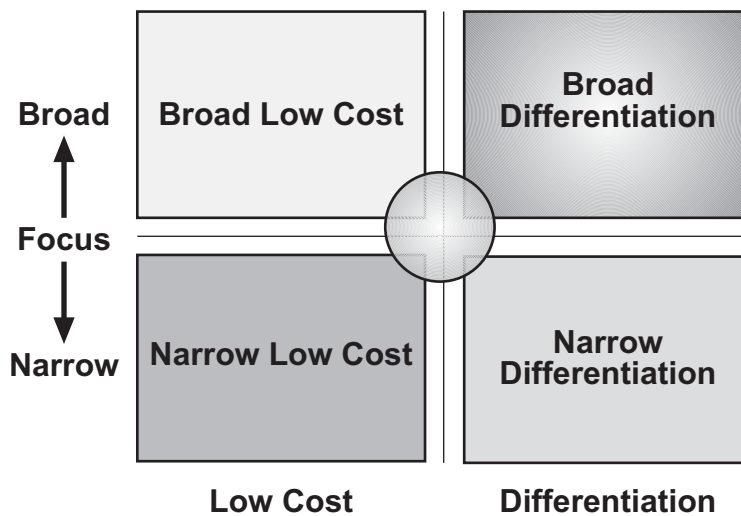 Broad
Focus
Narrow
Broad Low Cost
Broad
Differentiation
Narrow Low Cost
Narrow
Differentiation
Low Cost
Differentiation